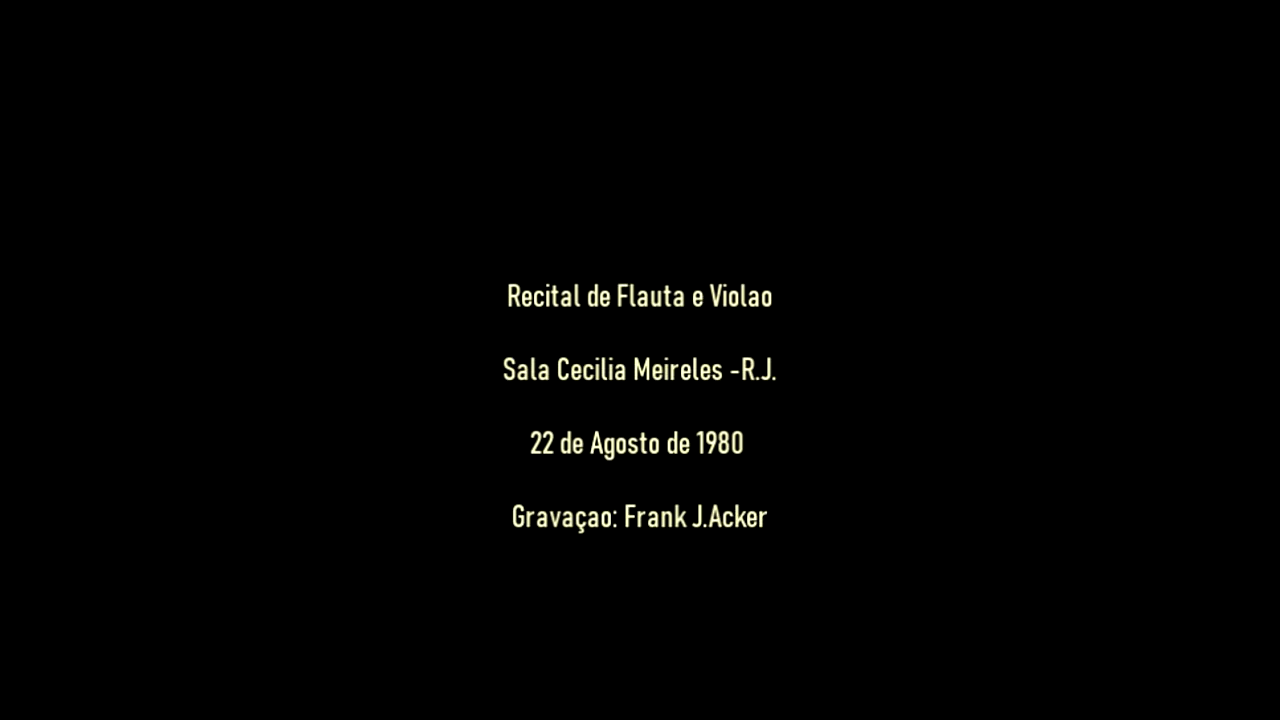 Recital de Flauta e Violao
Sala Cecilia Meireles -R.J.
22 de Agosto de 1980
Gravaçao: Frank J.Acker